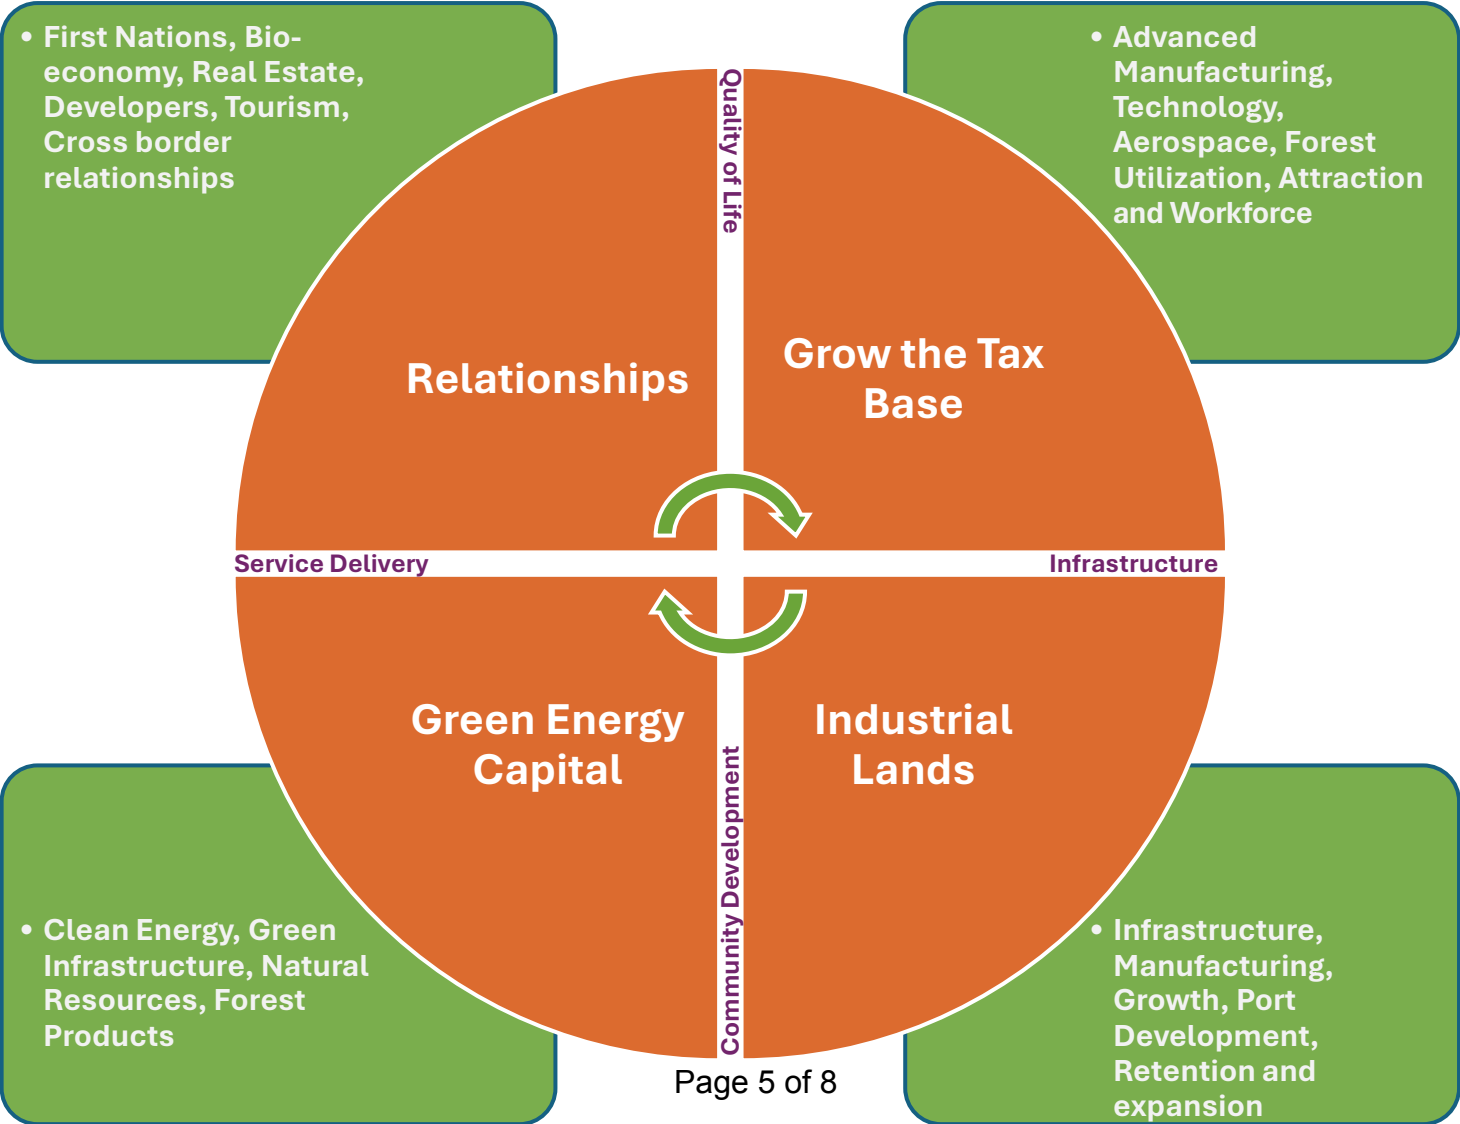 • First Nations, Bio-
economy, Real Estate,
Developers, Tourism,
Cross border
relationships
• Advanced
Manufacturing,
Technology,
Aerospace, Forest
Utilization, Attraction
and Workforce
Quality of Life
Relationships
Grow the Tax
Base
Service Delivery
Infrastructure
Green Energy
Capital
Industrial
Lands
Community Development
• Clean Energy, Green
Infrastructure, Natural
Resources, Forest
Products
• Infrastructure,
Manufacturing,
Growth, Port
Development,
Retention and
expansion
Page 5 of 8